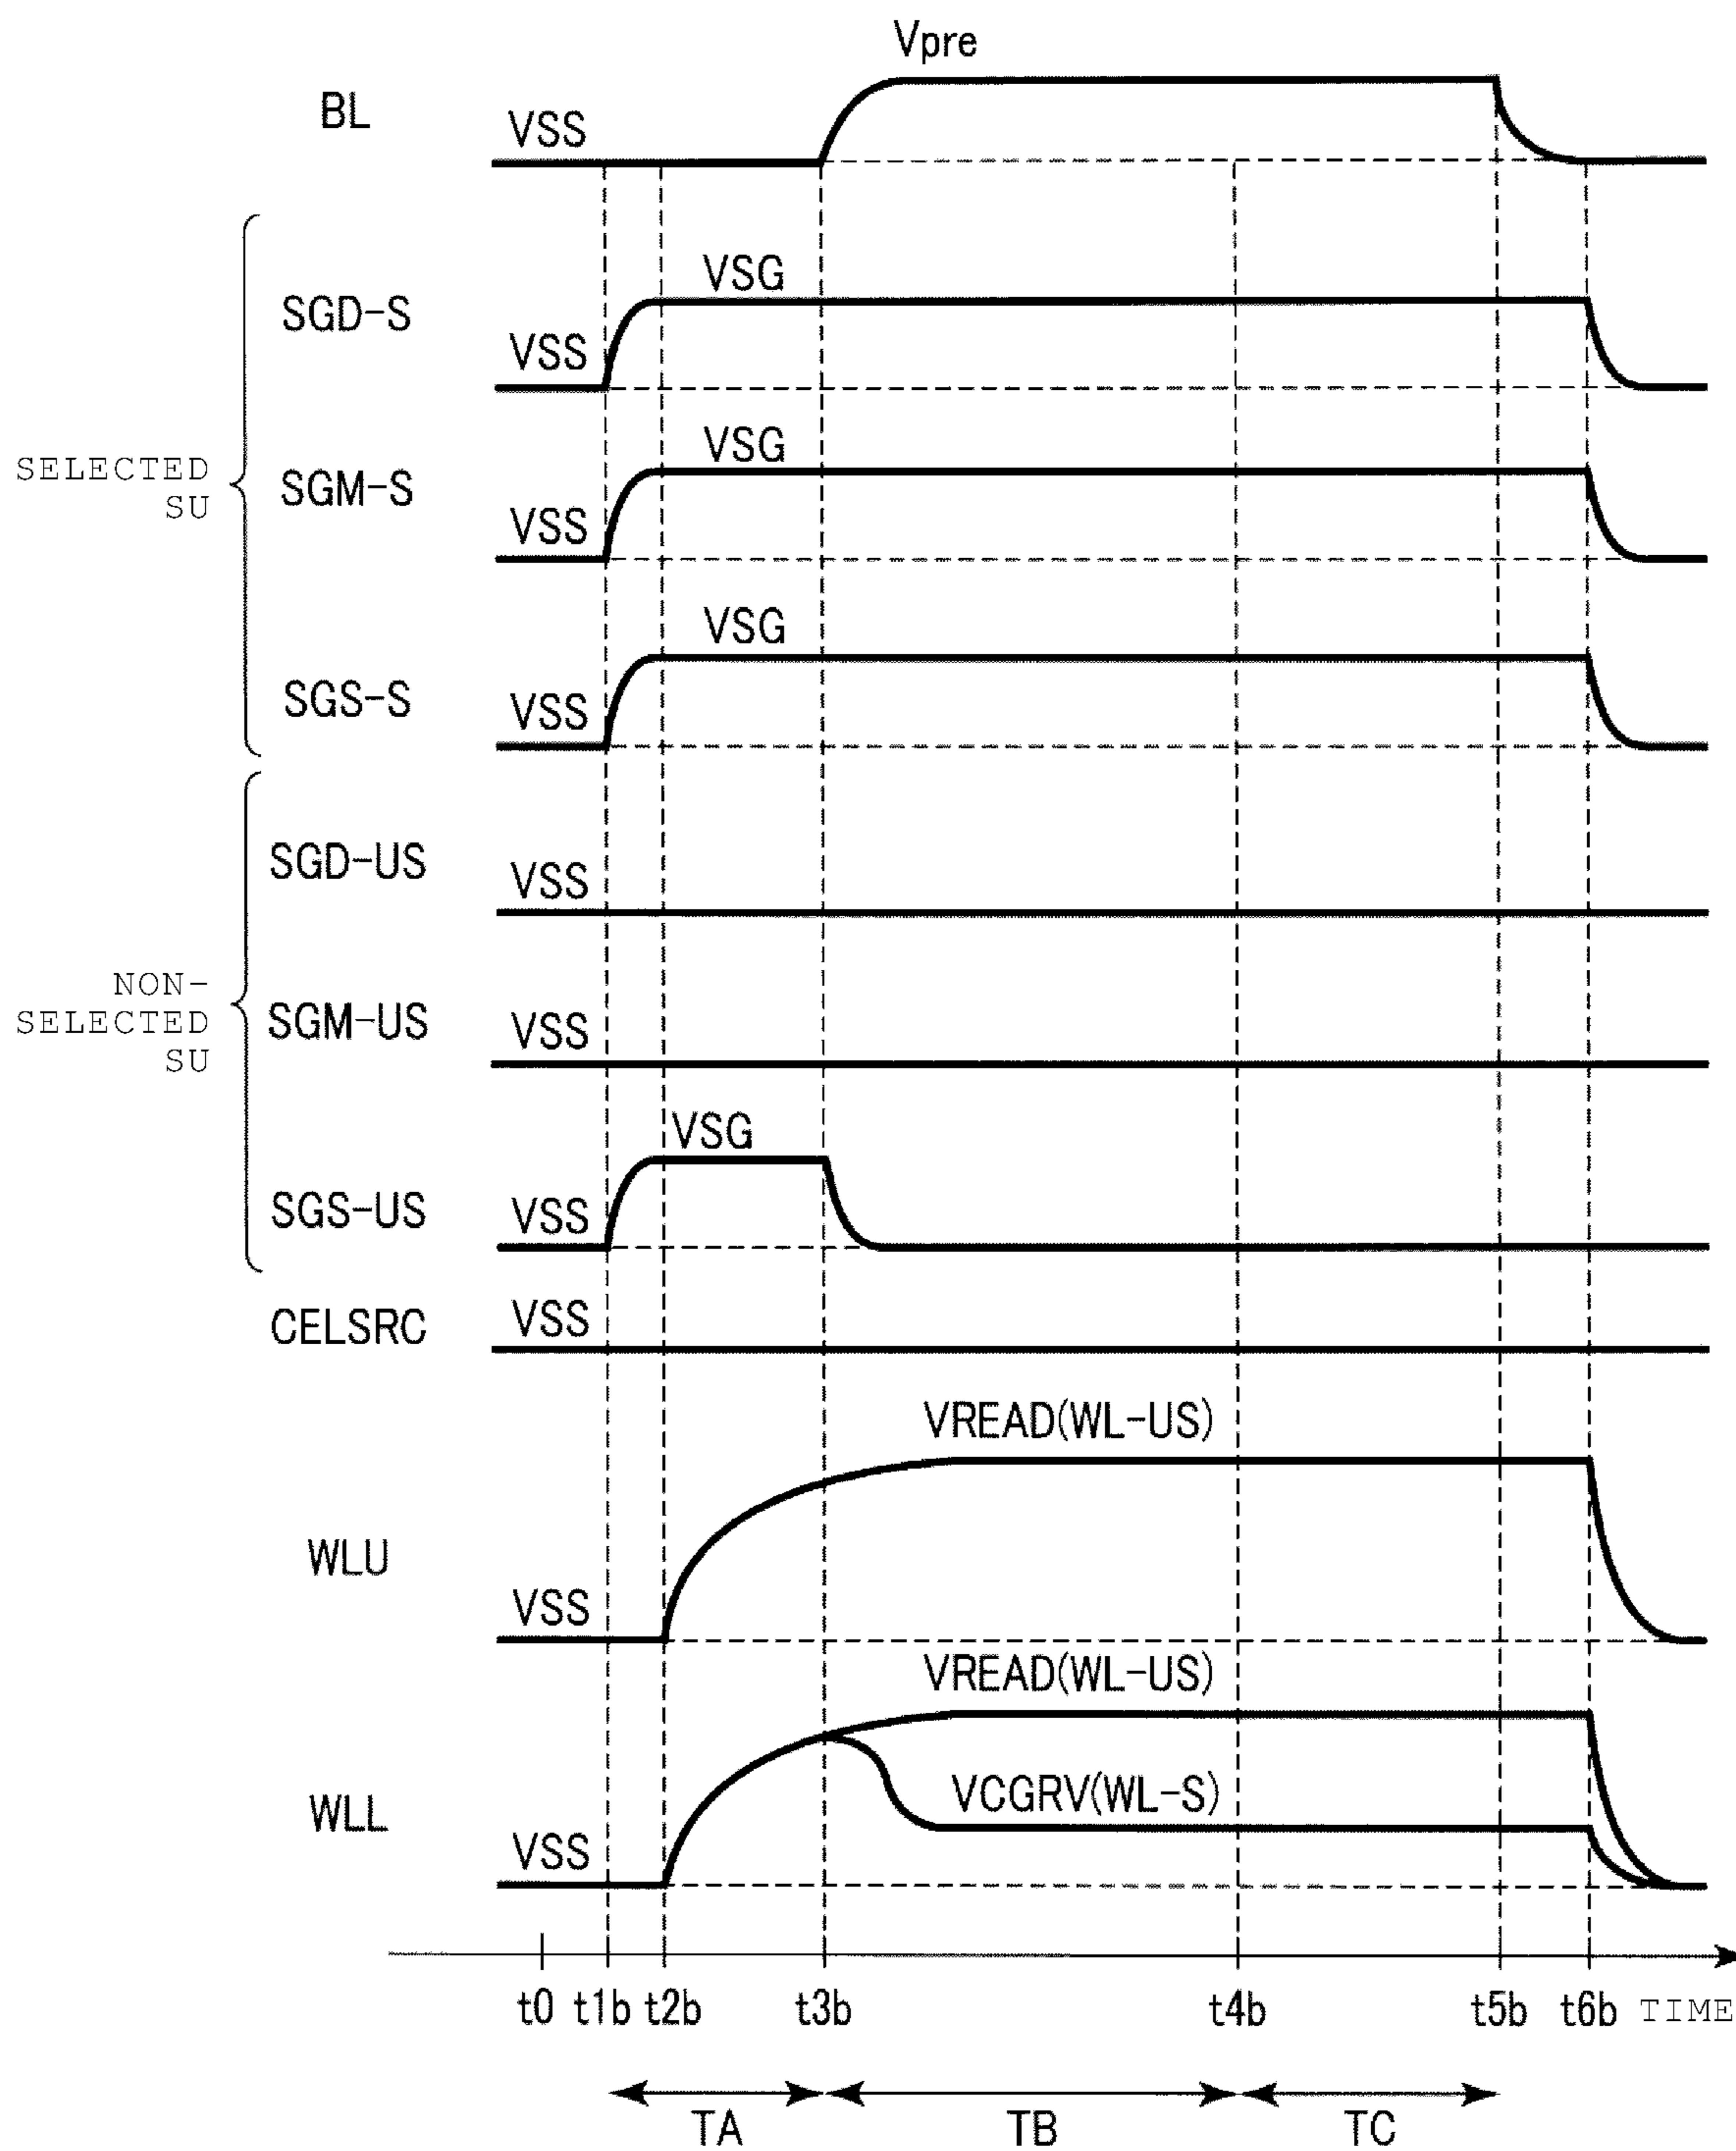 Vpre
BL
VSS
SELECTED
SU
SGD-S
VSS
VSG
SGM-S
VSS
VSG
SGS-S
VSS
VSG
NON-
SELECTED
SU
SGD-US
VSS
SGM-US
VSS
SGS-US
VSS
VSG
CELSRC
VSS
VREAD(WL-US)
WLU
VSS
VREAD(WL-US)
VCGRV(WL-S)
WLL
VSS
t0 t1b t2b t3b t4b t5b t6b TIME
TA TB TC